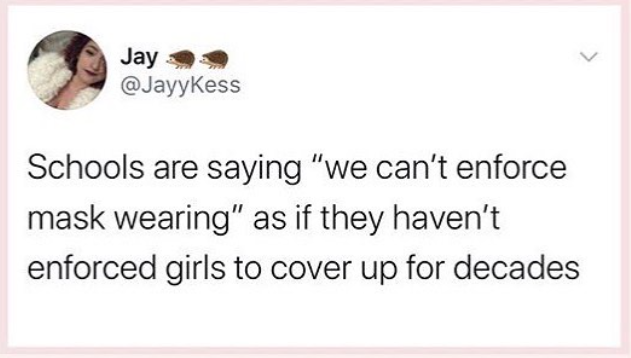 Jay 🦔🦔
@JayyKess
Schools are saying “we can’t enforce
mask wearing” as if they haven’t
enforced girls to cover up for decades